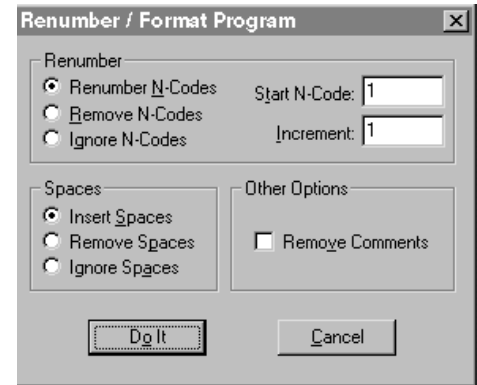 Renumber / Format Program
Renumber
Renumber N-Codes
Remove N-Codes
Ignore N-Codes
Start N-Code: 1
Increment: 1
Spaces
Insert Spaces
Remove Spaces
Ignore Spaces
Other Options
Remove Comments
Do It
Cancel